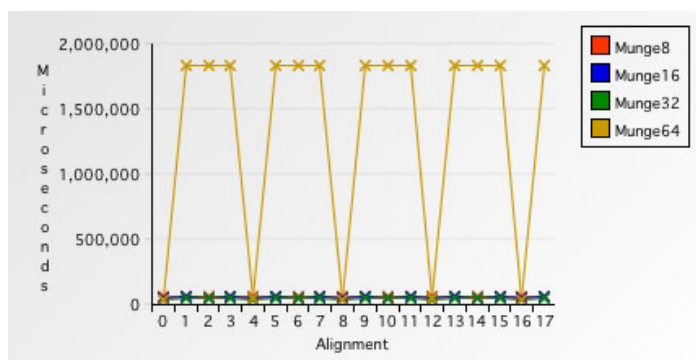 Microseconds
2,000,000
1,500,000
1,000,000
500,000
0
0 1 2 3 4 5 6 7 8 9 10 11 12 13 14 15 16 17
Alignment
Munge8
Munge16
Munge32
Munge64